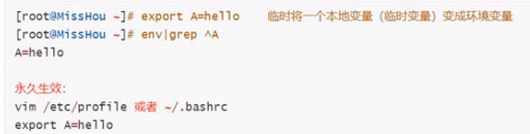 [root@MissHou ~]# export A=hello 临时将一个本地变量（临时变量）变成环境变量
[root@MissHou ~]# env|grep ^A
A=hello
永久生效：
vim /etc/profile 或者 ~/.bashrc
export A=hello